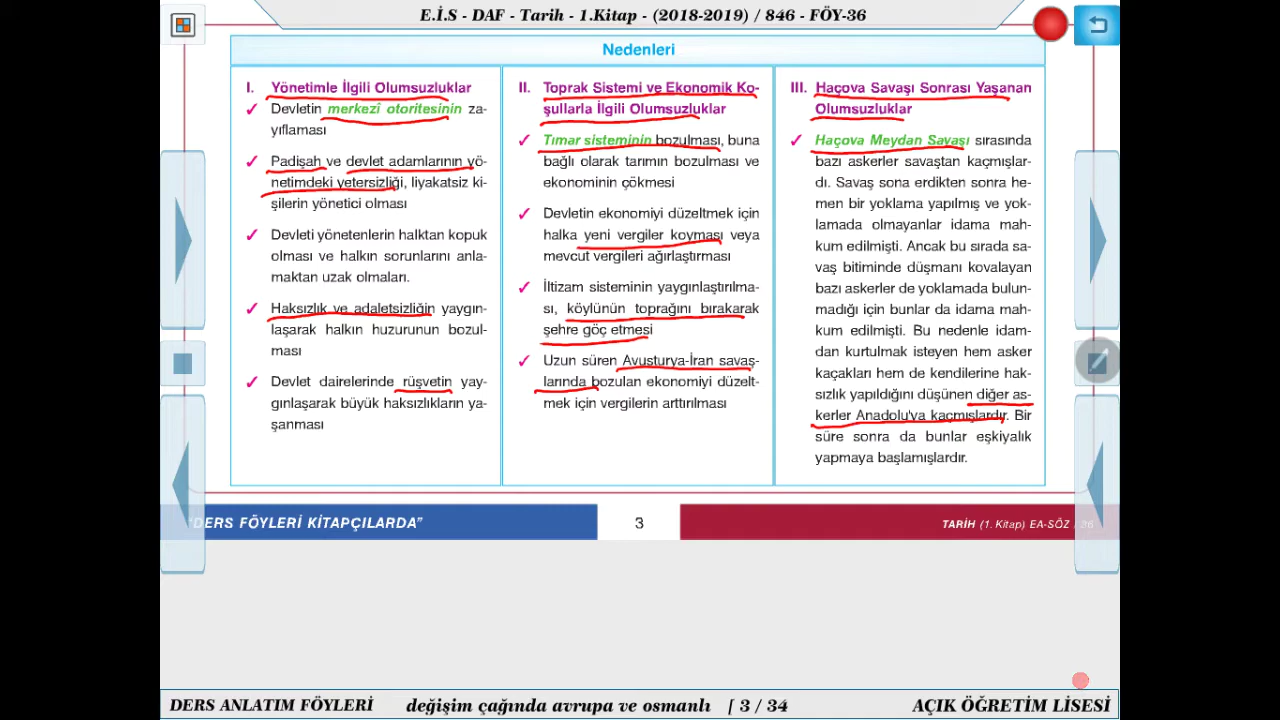 E.İ.S - DAF - Tarih - 1.Kitap - (2018-2019) / 846 - FÖY-36
Nedenleri
I. Yönetimle İlgili Olumsuzluklar
✓ Devletin merkezî otoritesinin za-
yıflaması
✓ Padişah ve devlet adamlarının yö-
netimdeki yetersizliği, liyakatsiz ki-
şilerin yönetici olması
✓ Devleti yönetenlerin halktan kopuk
olması ve halkın sorunlarını anla-
maktan uzak olmaları.
✓ Haksızlık ve adaletsizliğin yaygın-
laşarak halkın huzurunun bozul-
ması
✓ Devlet dairelerinde rüşvetin yay-
gınlaşarak büyük haksızlıkların ya-
şanması
II. Toprak Sistemi ve Ekonomik Ko-
şullarla İlgili Olumsuzluklar
✓ Tımar sisteminin bozulması, buna
bağlı olarak tarımın bozulması ve
ekonominin çökmesi
✓ Devletin ekonomiyi düzeltmek için
halka yeni vergiler koyması veya
mevcut vergileri ağırlaştırması
✓ İltizam sisteminin yaygınlaştırılma-
sı, köylünün toprağını bırakarak
şehre göç etmesi
✓ Uzun süren Avusturya-İran savaş-
larında bozulan ekonomiyi düzelt-
mek için vergilerin arttırılması
III. Haçova Savaşı Sonrası Yaşanan
Olumsuzluklar
✓ Haçova Meydan Savaşı sırasında
bazı askerler savaştan kaçmışlar-
dı. Savaş sona erdikten sonra he-
men bir yoklama yapılmış ve yok-
lamada olmayanlar idama mah-
kum edilmişti. Ancak bu sırada sa-
vaş bitiminde düşmanı kovalayan
bazı askerler de yoklamada bulun-
madığı için bunlar da idama mah-
kum edilmişti. Bu nedenle idam-
dan kurtulmak isteyen hem asker
kaçakları hem de kendilerine hak-
sızlık yapıldığını düşünen diğer as-
kerler Anadolu'ya kaçmışlardır. Bir
süre sonra da bunlar eşkiyalık
yapmaya başlamışlardır.
"DERS FÖYLERİ KİTAPÇILARDA"
3
TARİH (1. Kitap) EA-SÖZ / 36
DERS ANLATIM FÖYLERİ
değişim çağında avrupa ve osmanlı [ 3 / 34
AÇIK ÖĞRETİM LİSESİ